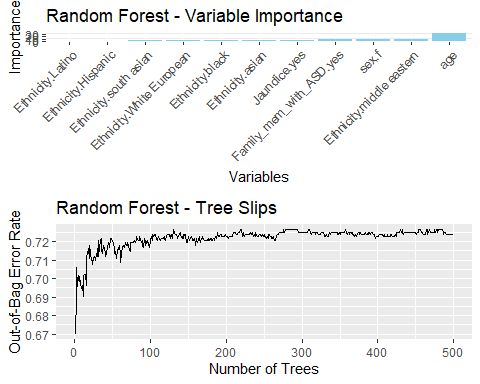 Random Forest - Variable Importance
Importance
Ethnicity.Latino
Ethnicity.Hispanic
Ethnicity.south asian
Ethnicity.White European
Ethnicity.black
Ethnicity.asian
Jaundice.yes
Familly_mem_with_ASD.yes
sex.f
Ethnicity.middle eastern
age
Variables
Random Forest - Tree Slips
Out-of-Bag Error Rate
0.72
0.71
0.70
0.69
0.68
0.67
0 100 200 300 400 500
Number of Trees